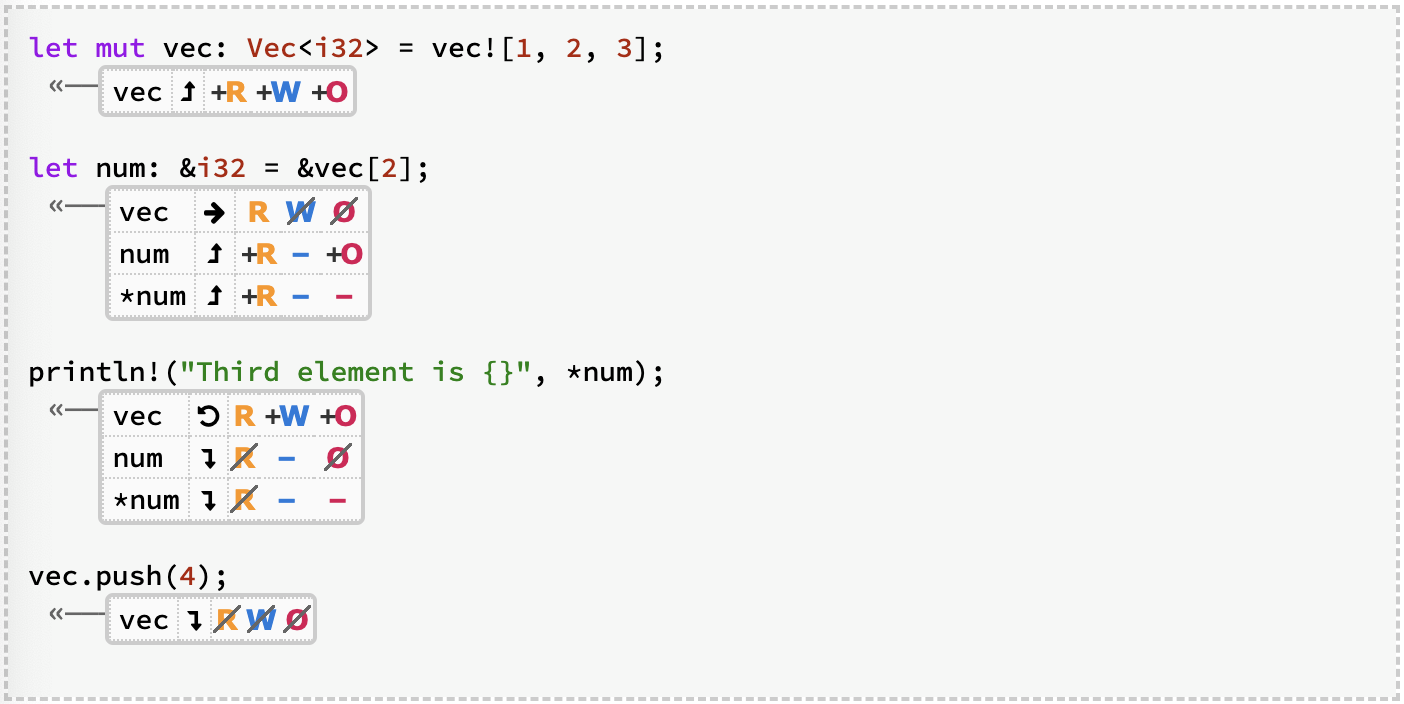 let mut vec: Vec<i32> = vec![1, 2, 3];
«— vec ⮥ +R +W +O
let num: &i32 = &vec[2];
«— vec → R W̸ O̸
num ⮥ +R - +O
*num ⮥ +R - -
println!("Third element is {}", *num);
«— vec ↺ R +W +O
num ↴ R̸ - O̸
*num ↴ R̸ - -
vec.push(4);
«— vec ↴ R̸ W̸ O̸